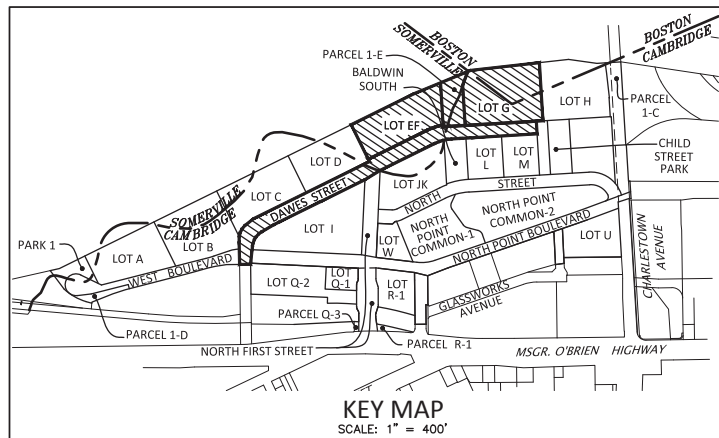 BOSTON
SOMERVILLE
BOSTON
CAMBRIDGE
PARCEL 1-E
BALDWIN
SOUTH
LOT G
LOT H
PARCEL
1-C
LOT EF
LOT D
LOT L
LOT M
CHILD
STREET
PARK
LOT C
DAWES STREET
LOT JK
NORTH
STREET
SOMERVILLE
CAMBRIDGE
LOT I
NORTH
POINT
COMMON-1
NORTH POINT
COMMON-2
PARK 1
LOT A
LOT B
LOT
W
NORTH POINT BOULEVARD
LOT U
CHARLESTOWN
AVENUE
WEST BOULEVARD
LOT Q-2
LOT
Q-1
LOT
R-1
GLASSWORKS
AVENUE
PARCEL 1-D
PARCEL Q-3
NORTH FIRST STREET
PARCEL R-1
MSGR. O'BRIEN HIGHWAY
KEY MAP
SCALE: 1" = 400'